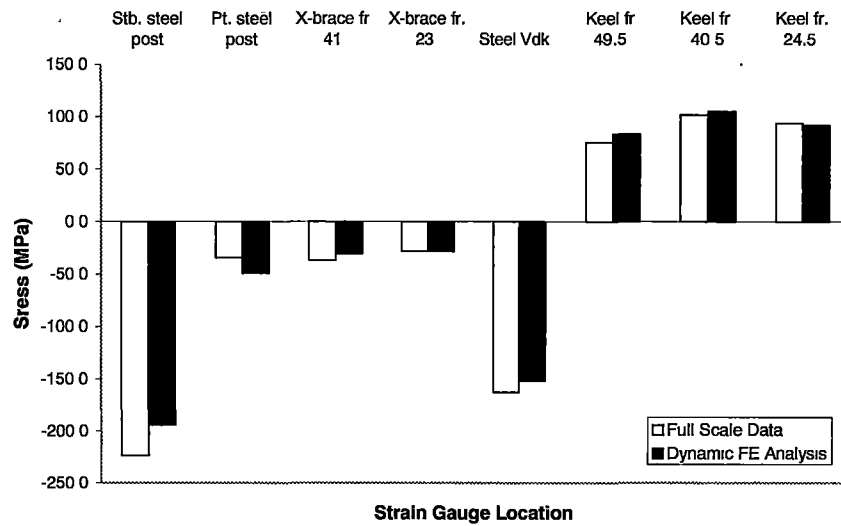 Stb. steel post
Pt. steel post
X-brace fr 41
X-brace fr. 23
Steel Vdk
Keel fr 49.5
Keel fr 40 5
Keel fr. 24.5
150 0
100.0
50.0
0 0
-50.0
-100.0
-150 0
-200 0
-250 0
Sress (MPa)
Full Scale Data
Dynamic FE Analysis
Strain Gauge Location